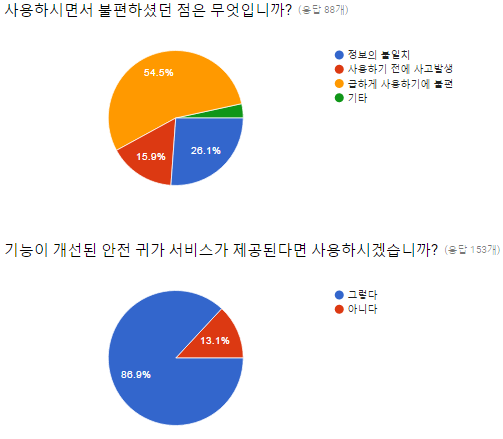 사용하시면서 불편하셨던 점은 무엇입니까? (응답 88개)
54.5%
15.9%
26.1%
정보의 불일치
사용하기 전에 사고발생
급하게 사용하기에 불편
기타
기능이 개선된 안전 귀가 서비스가 제공된다면 사용하시겠습니까? (응답 153개)
13.1%
86.9%
그렇다
아니다